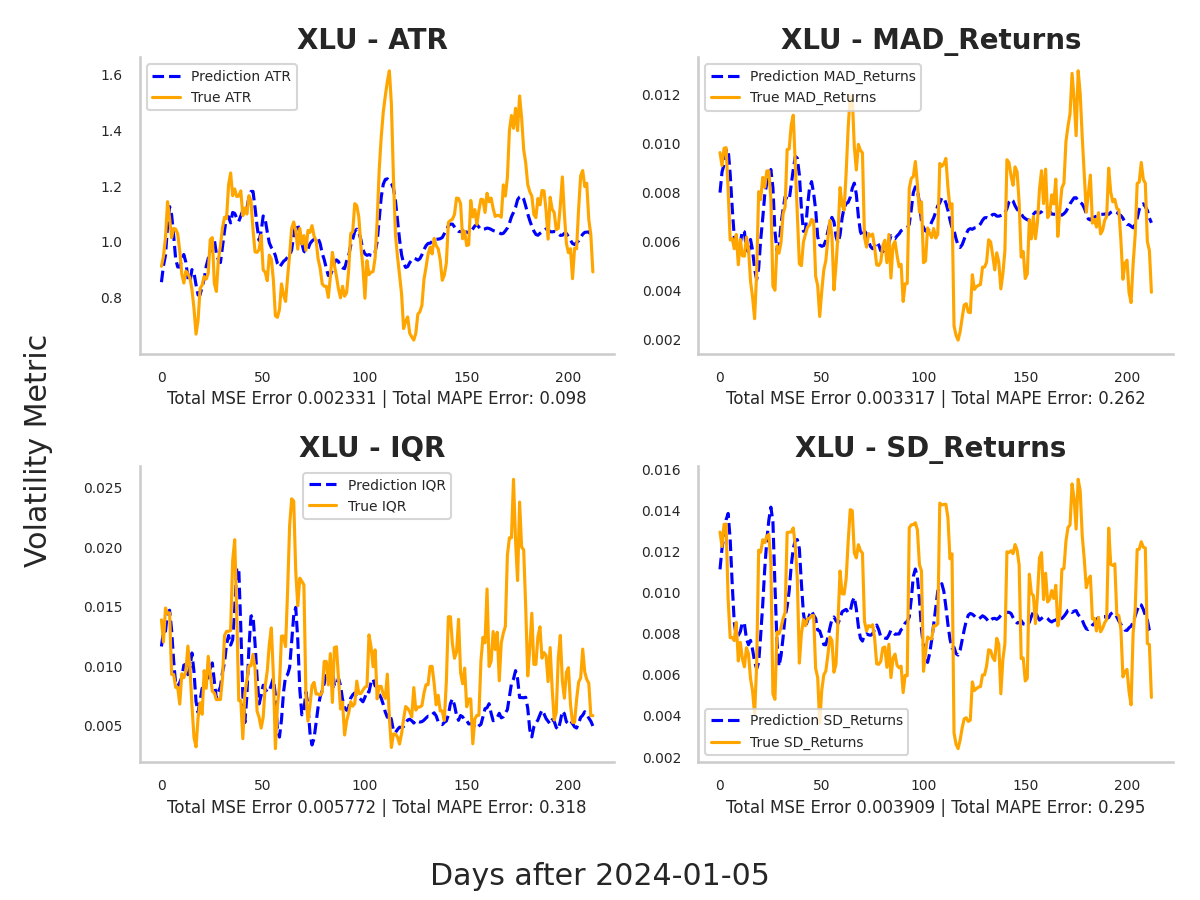 XLU - ATR
1.6
1.4
1.2
1.0
0.8
Prediction ATR
True ATR
0 50 100 150 200
Total MSE Error 0.002331 | Total MAPE Error: 0.098
XLU - MAD_Returns
0.012
0.010
0.008
0.006
0.004
0.002
Prediction MAD_Returns
True MAD_Returns
0 50 100 150 200
Total MSE Error 0.003317 | Total MAPE Error: 0.262
Volatility Metric
XLU - IQR
0.025
0.020
0.015
0.010
0.005
Prediction IQR
True IQR
0 50 100 150 200
Total MSE Error 0.005772 | Total MAPE Error: 0.318
XLU - SD_Returns
0.016
0.014
0.012
0.010
0.008
0.006
0.004
0.002
Prediction SD_Returns
True SD_Returns
0 50 100 150 200
Total MSE Error 0.003909 | Total MAPE Error: 0.295
Days after 2024-01-05